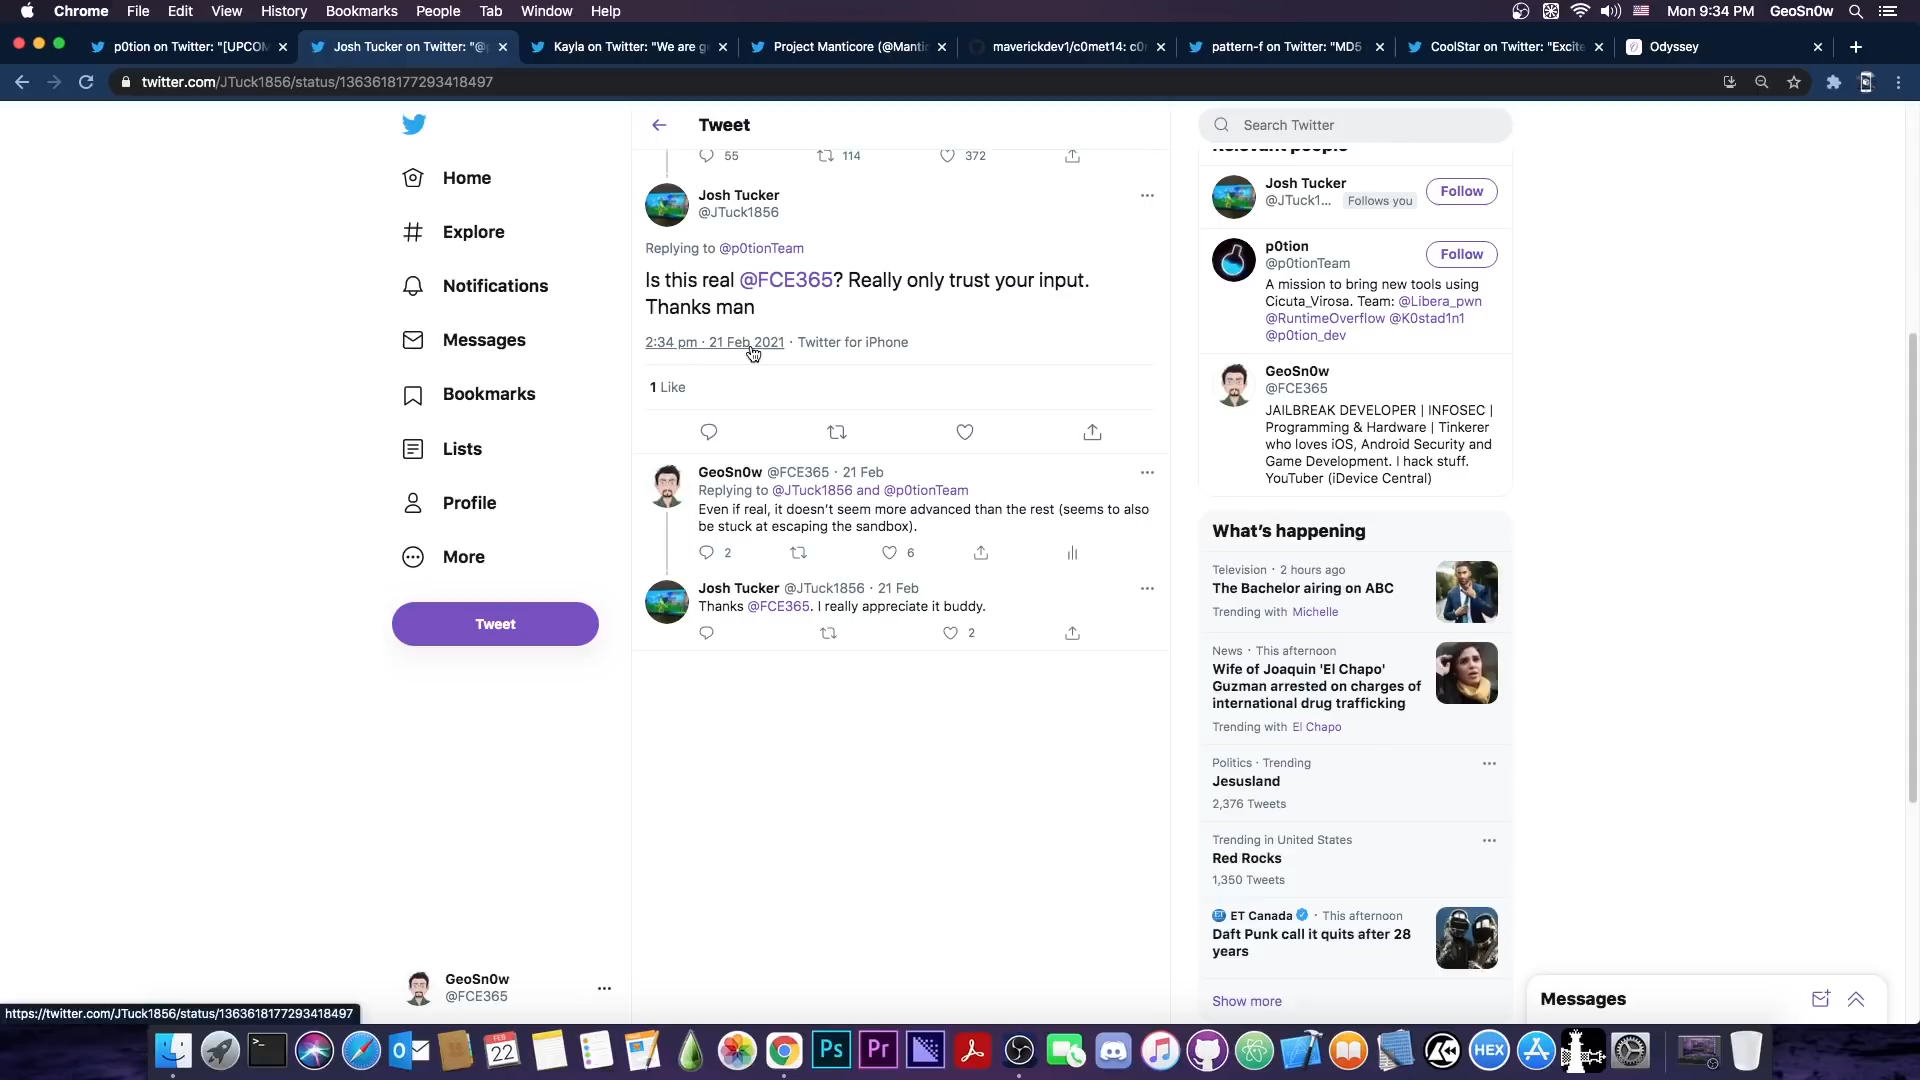 Chrome File Edit View History Bookmarks People Tab Window Help Mon 9:34 PM GeoSn0w
p0tion on Twitter: "[UPCOM Josh Tucker on Twitter: "@ Kayla on Twitter: "We are Project Manticore (@Manti maverickdev1/c0met14: pattern-f on Twitter: "MD5 CoolStar on Twitter: "Excite Odyssey
twitter.com/JTuck1856/status/1363618177293418497
Tweet
55 114 372
Josh Tucker
@JTuck1856
Replying to @p0tionTeam
Is this real @FCE365? Really only trust your input.
Thanks man
2:34 pm · 21 Feb 2021 · Twitter for iPhone
1 Like
GeoSn0w @FCE365 · 21 Feb
Replying to @JTuck1856 and @p0tionTeam
Even if real, it doesn't seem more advanced than the rest (seems to also
be stuck at escaping the sandbox).
2 6
Josh Tucker @JTuck1856 · 21 Feb
Thanks @FCE365. I really appreciate it buddy.
2
Home
Explore
Notifications
Messages
Bookmarks
Lists
Profile
More
Tweet
GeoSn0w
@FCE365
Search Twitter
Relevant people
Josh Tucker
@JTuck1... Follows you
Follow
p0tion
@p0tionTeam
Follow
A mission to bring new tools using
Cicuta_Virosa. Team: @Libera_pwn
@RuntimeOverflow @K0stad1n1
@p0tion_dev
GeoSn0w
@FCE365
JAILBREAK DEVELOPER | INFOSEC |
Programming & Hardware | Tinkerer
who loves iOS, Android Security and
Game Development. I hack stuff.
YouTube (iDevice Central)
What's happening
Television · 2 hours ago
The Bachelor airing on ABC
Trending with Michelle
News · This afternoon
Wife of Joaquin 'El Chapo'
Guzman arrested on charges of
international drug trafficking
Trending with El Chapo
Politics · Trending
Jesusland
2,376 Tweets
Trending in United States
Red Rocks
1,350 Tweets
ET Canada · This afternoon
Daft Punk call it quits after 28
years
Show more
Messages
https://twitter.com/JTuck1856/status/1363618177293418497
FEB
22
Ps
Pr
HEX